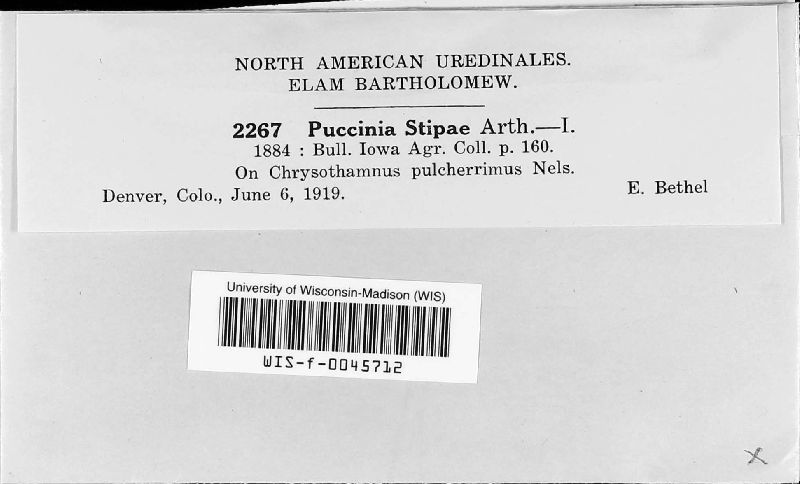 NORTH AMERICAN UREDINALES.
ELAM BARTHOLOMEW.
2267 Puccinia Stipae Arth.—I.
1884 : Bull. Iowa Agr. Coll. p. 160.
On Chrysothamnus pulcherrimus Nels.
Denver, Colo., June 6, 1919. E. Bethel
University of Wisconsin-Madison (WIS)
WIS-f-0045712
X